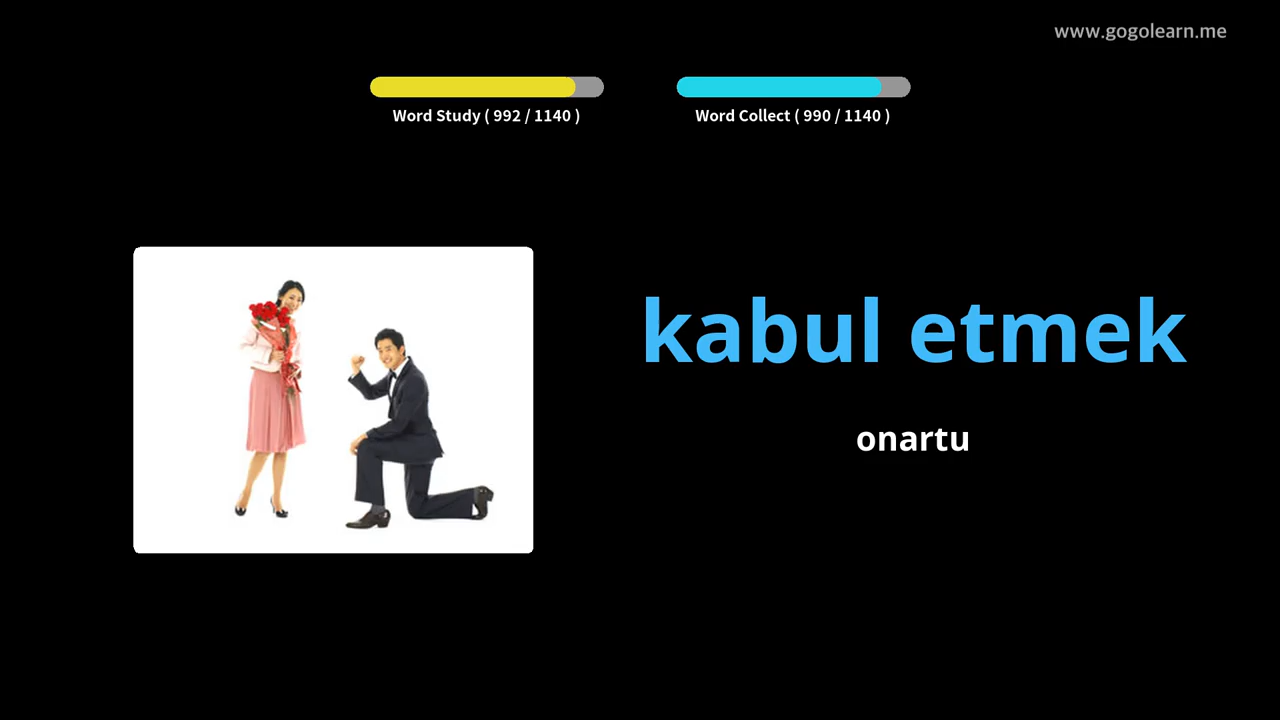 www.gogolearn.me
Word Study ( 992 / 1140 )
Word Collect ( 990 / 1140 )
kabul etmek
onartu